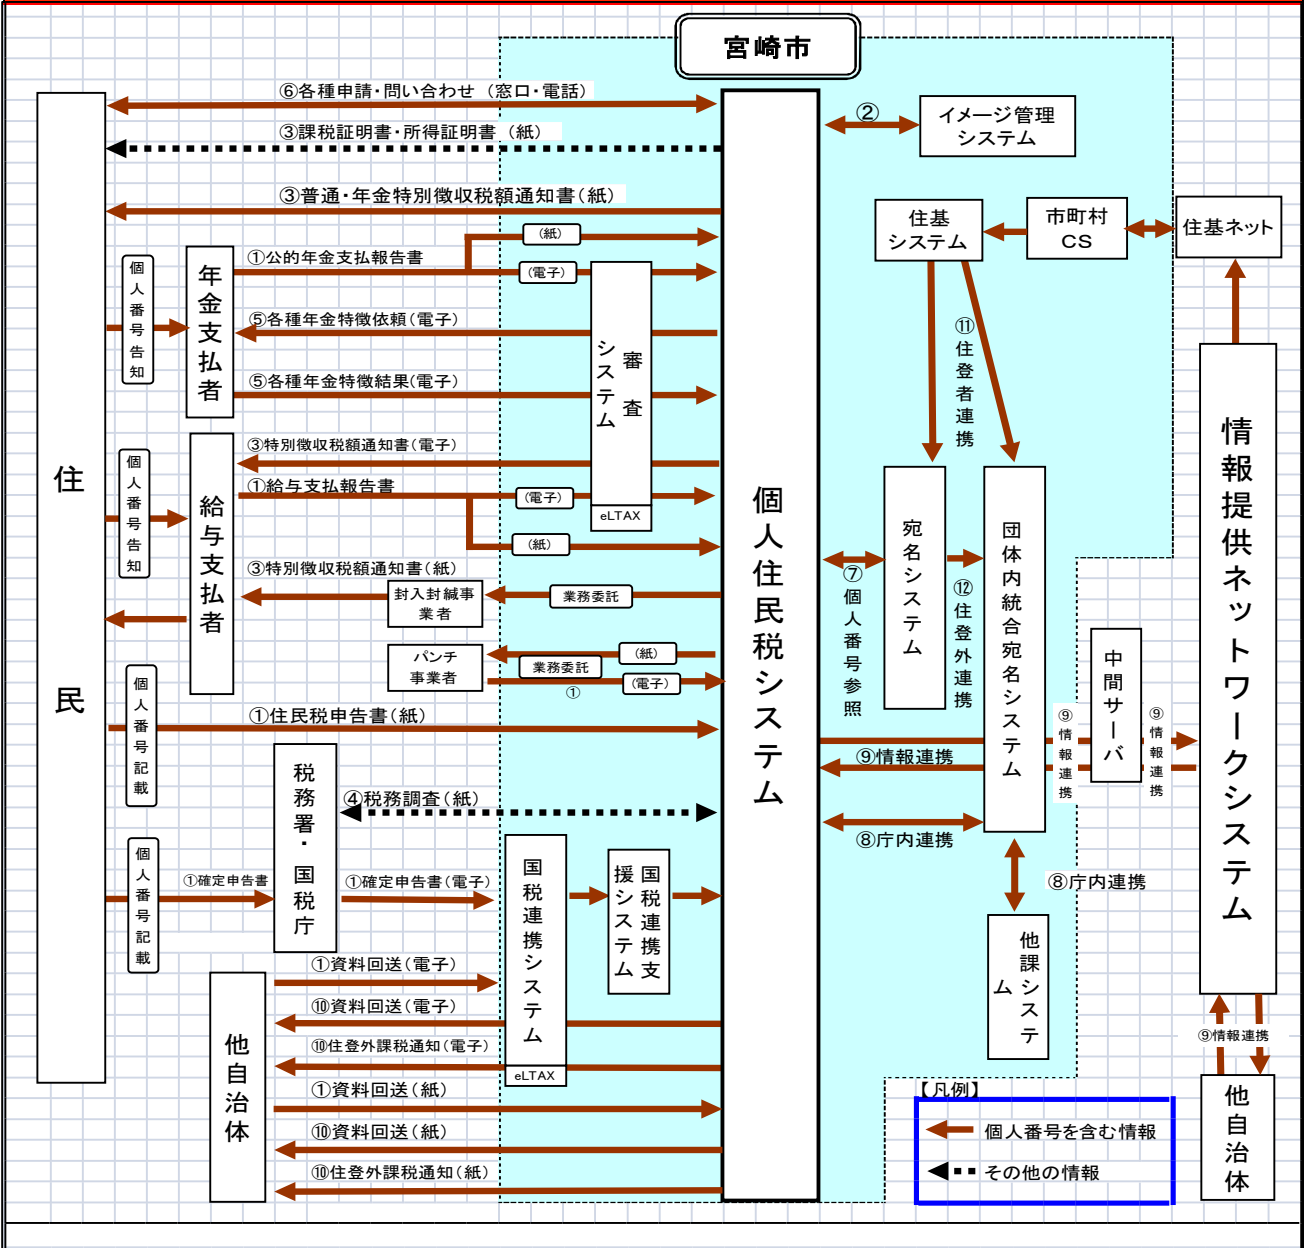 宮崎市
⑥各種申請・問い合わせ（窓口・電話）
③課税証明書・所得証明書（紙）
③普通・年金特別徴収税額通知書（紙）
②
イメージ管理
システム
住基
システム
市町村
CS
住基ネット
住民
個人番号告知
年金支払者
①公的年金支払報告書
（紙）
（電子）
⑤各種年金特徴依頼（電子）
⑤各種年金特徴結果（電子）
審査
システム
eLTAX
個人番号告知
給与支払者
③特別徴収税額通知書（電子）
①給与支払報告書
（電子）
（紙）
③特別徴収税額通知書（紙）
封入封緘事
業者
業務委託
パンチ
事業者
（紙）
業務委託
①
（電子）
個人住民税システム
⑪住登者連携
宛名システム
団体内統合宛名システム
⑦個人番号参照
⑫住登外連携
中間サーバ
情報提供ネットワークシステム
個人番号記載
①住民税申告書（紙）
⑨情報連携
⑨情報連携
⑨情報連携
⑧庁内連携
税務署・国税庁
④税務調査（紙）
個人番号記載
①確定申告書
①確定申告書（電子）
国税連携システム
eLTAX
国税連携支
援システム
⑧庁内連携
他課システ
ム
他自治体
①資料回送（電子）
⑩資料回送（電子）
⑩住登外課税通知（電子）
①資料回送（紙）
⑩資料回送（紙）
⑩住登外課税通知（紙）
⑨情報連携
他自治体
【凡例】
個人番号を含む情報
その他の情報